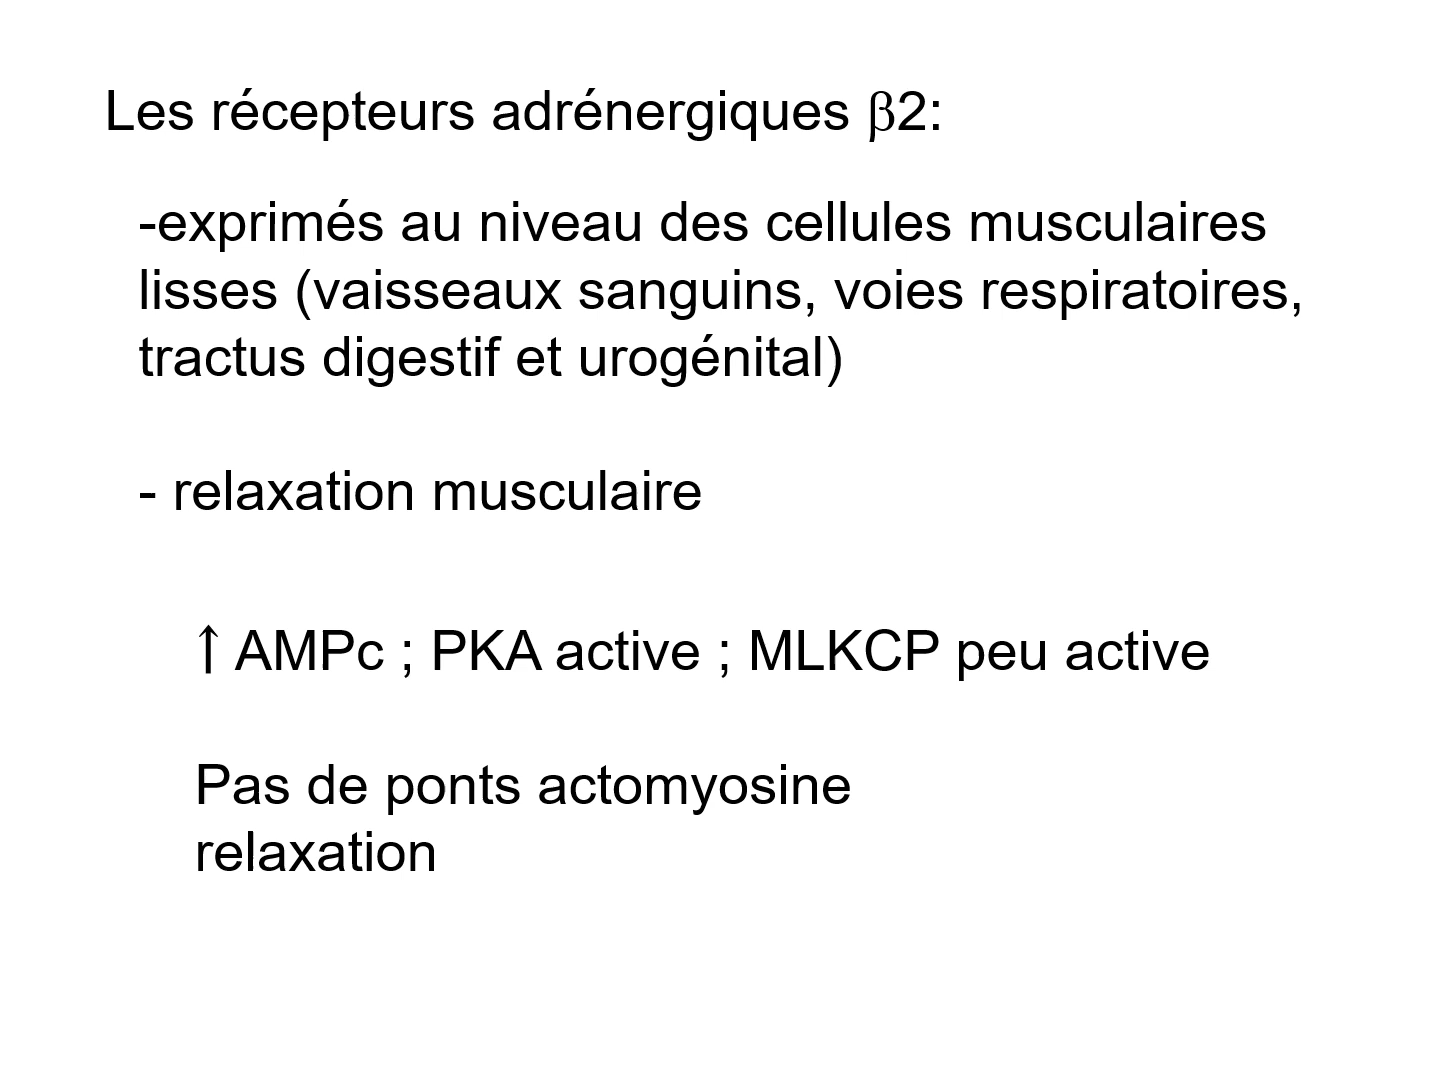 Les récepteurs adrénergiques β2:
-exprimés au niveau des cellules musculaires
lisses (vaisseaux sanguins, voies respiratoires,
tractus digestif et urogénital)
- relaxation musculaire
↑ AMPc ; PKA active ; MLKCP peu active
Pas de ponts actomyosine
relaxation